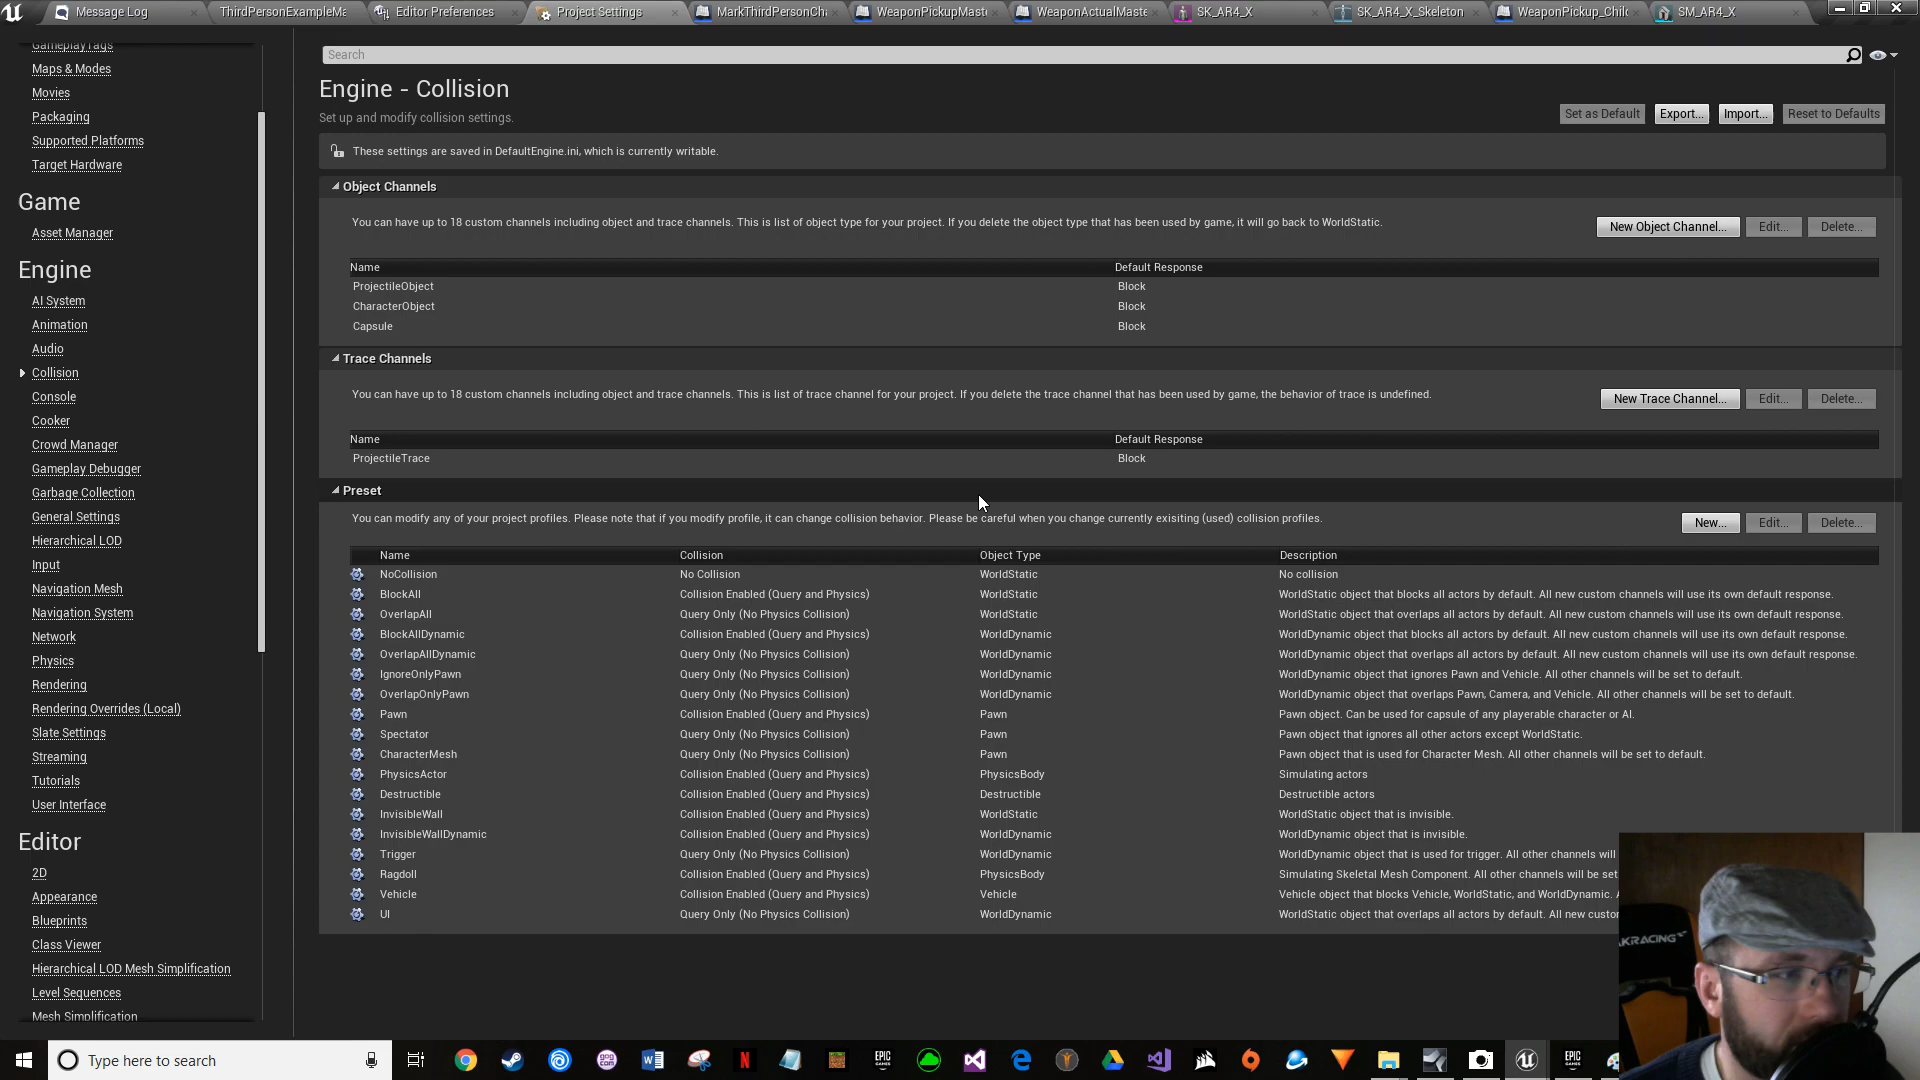 Message Log
ThirdPersonExampleMa
Editor Preferences
Project Settings
MarkThirdPersonCha
WeaponPickupMaste
WeaponActualMaste
SK_AR4_X
SK_AR4_X_Skeleton
WeaponPickup_Child
SM_AR4_X
GameplayTags
Maps & Modes
Movies
Packaging
Supported Platforms
Target Hardware
Game
Asset Manager
Engine
AI System
Animation
Audio
Collision
Console
Cooker
Crowd Manager
Gameplay Debugger
Garbage Collection
General Settings
Hierarchical LOD
Input
Navigation Mesh
Navigation System
Network
Physics
Rendering
Rendering Overrides (Local)
Slate Settings
Streaming
Tutorials
User Interface
Editor
2D
Appearance
Blueprints
Class Viewer
Hierarchical LOD Mesh Simplification
Level Sequences
Mesh Simplification
Search
Engine - Collision
Set up and modify collision settings.
Set as Default Export... Import... Reset to Defaults
These settings are saved in DefaultEngine.ini, which is currently writable.
Object Channels
You can have up to 18 custom channels including object and trace channels. This is list of object type for your project. If you delete the object type that has been used by game, it will go back to WorldStatic.
New Object Channel... Edit... Delete...
Name Default Response
ProjectileObject Block
CharacterObject Block
Capsule Block
Trace Channels
You can have up to 18 custom channels including object and trace channels. This is list of trace channel for your project. If you delete the trace channel that has been used by game, the behavior of trace is undefined.
New Trace Channel... Edit... Delete...
Name Default Response
ProjectileTrace Block
Preset
You can modify any of your project profiles. Please note that if you modify profile, it can change collision behavior. Please be careful when you change currently exisiting (used) collision profiles.
New... Edit... Delete...
Name Collision Object Type Description
NoCollision No Collision WorldStatic No collision
BlockAll Collision Enabled (Query and Physics) WorldStatic WorldStatic object that blocks all actors by default. All new custom channels will use its own default response.
OverlapAll Query Only (No Physics Collision) WorldStatic WorldStatic object that overlaps all actors by default. All new custom channels will use its own default response.
BlockAllDynamic Collision Enabled (Query and Physics) WorldDynamic WorldDynamic object that blocks all actors by default. All new custom channels will use its own default response.
OverlapAllDynamic Query Only (No Physics Collision) WorldDynamic WorldDynamic object that overlaps all actors by default. All new custom channels will use its own default response.
IgnoreOnlyPawn Query Only (No Physics Collision) WorldDynamic WorldDynamic object that ignores Pawn and Vehicle. All other channels will be set to default.
OverlapOnlyPawn Query Only (No Physics Collision) WorldDynamic WorldDynamic object that overlaps Pawn, Camera, and Vehicle. All other channels will be set to default.
Pawn Collision Enabled (Query and Physics) Pawn Pawn object. Can be used for capsule of any playerable character or AI.
Spectator Query Only (No Physics Collision) Pawn Pawn object that ignores all other actors except WorldStatic.
CharacterMesh Query Only (No Physics Collision) Pawn Pawn object that is used for Character Mesh. All other channels will be set to default.
PhysicsActor Collision Enabled (Query and Physics) PhysicsBody Simulating actors
Destructible Collision Enabled (Query and Physics) Destructible Destructible actors
InvisibleWall Collision Enabled (Query and Physics) WorldStatic WorldStatic object that is invisible.
InvisibleWallDynamic Collision Enabled (Query and Physics) WorldDynamic WorldDynamic object that is invisible.
Trigger Query Only (No Physics Collision) WorldDynamic WorldDynamic object that is used for trigger. All other channels will
Ragdoll Collision Enabled (Query and Physics) PhysicsBody Simulating Skeletal Mesh Component. All other channels will be set
Vehicle Collision Enabled (Query and Physics) Vehicle Vehicle object that blocks Vehicle, WorldStatic, and WorldDynamic.
UI Query Only (No Physics Collision) WorldDynamic WorldStatic object that overlaps all actors by default. All new custo
AKRACING
Type here to search